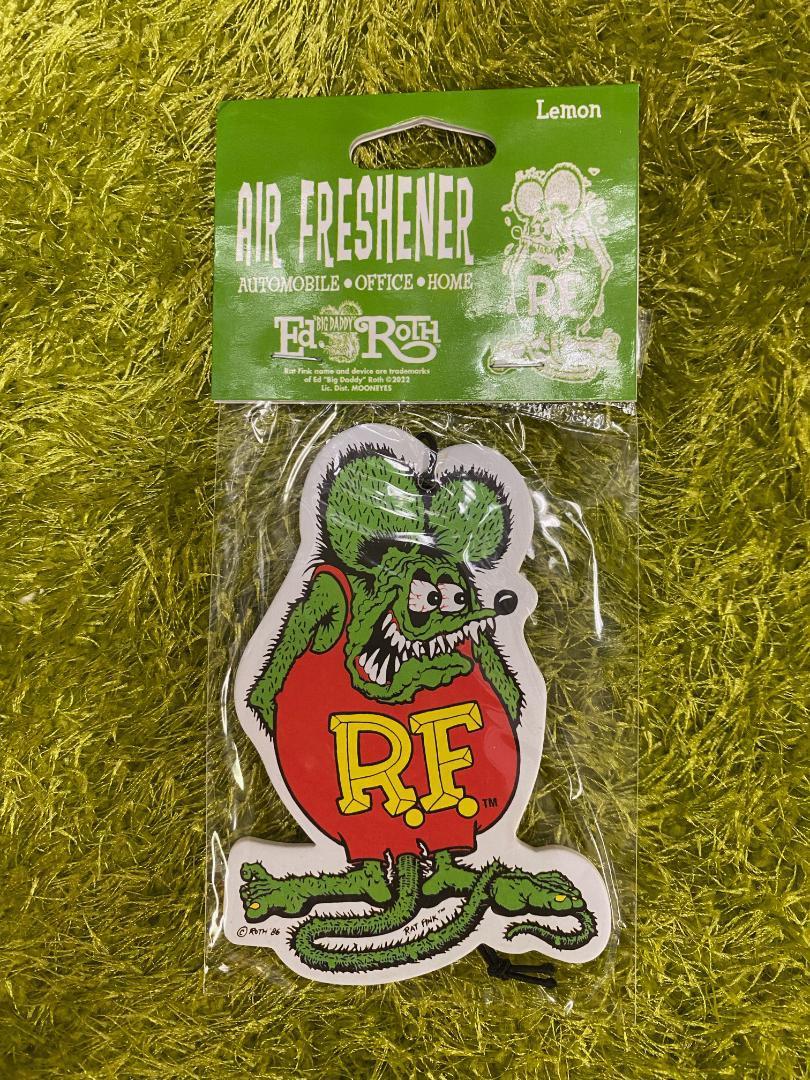 Lemon
AIR FRESHENER
AUTOMOBILE • OFFICE • HOME
Ed "BIG DADDY" Roth
Rat Fink name and device are trademarks
of Ed "Big Daddy" Roth ©2022
Lic. Dist. MOONEYES
R.F.
R.F. TM
© ROTH '86
RAT FINK TM